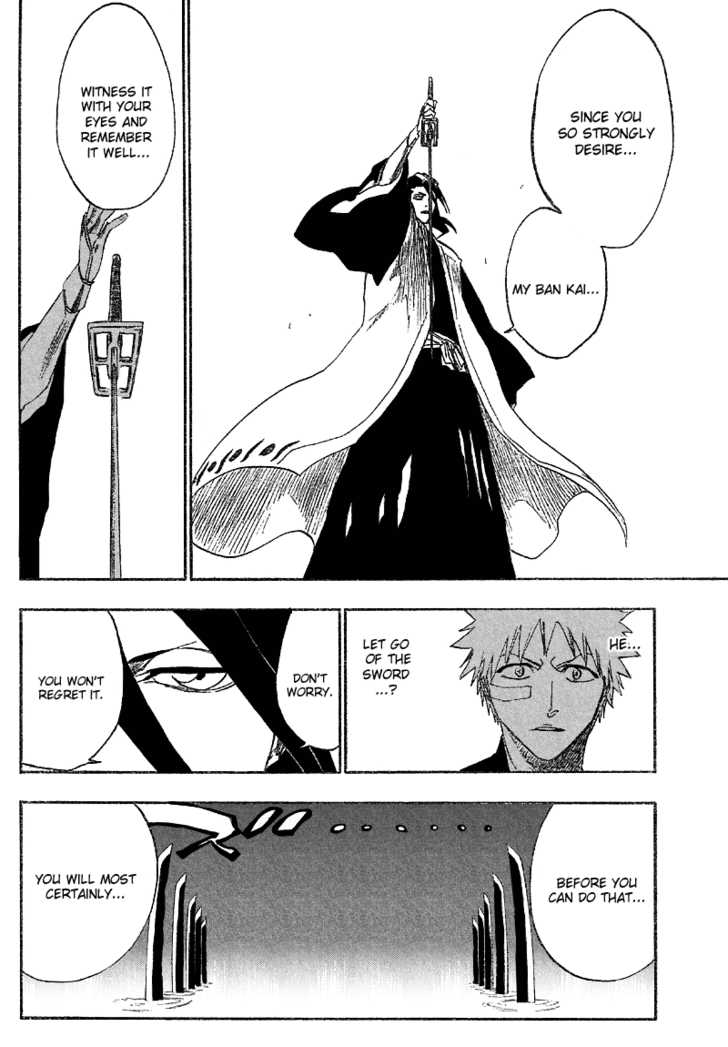 SINCE YOU
SO STRONGLY
DESIRE...
MY BAN KAI...
WITNESS IT
WITH YOUR
EYES AND
REMEMBER
IT WELL...
HE...
LET GO
OF THE
SWORD
...?
DON'T
WORRY.
YOU WON'T
REGRET IT.
BEFORE YOU
CAN DO THAT...
YOU WILL MOST
CERTAINLY...